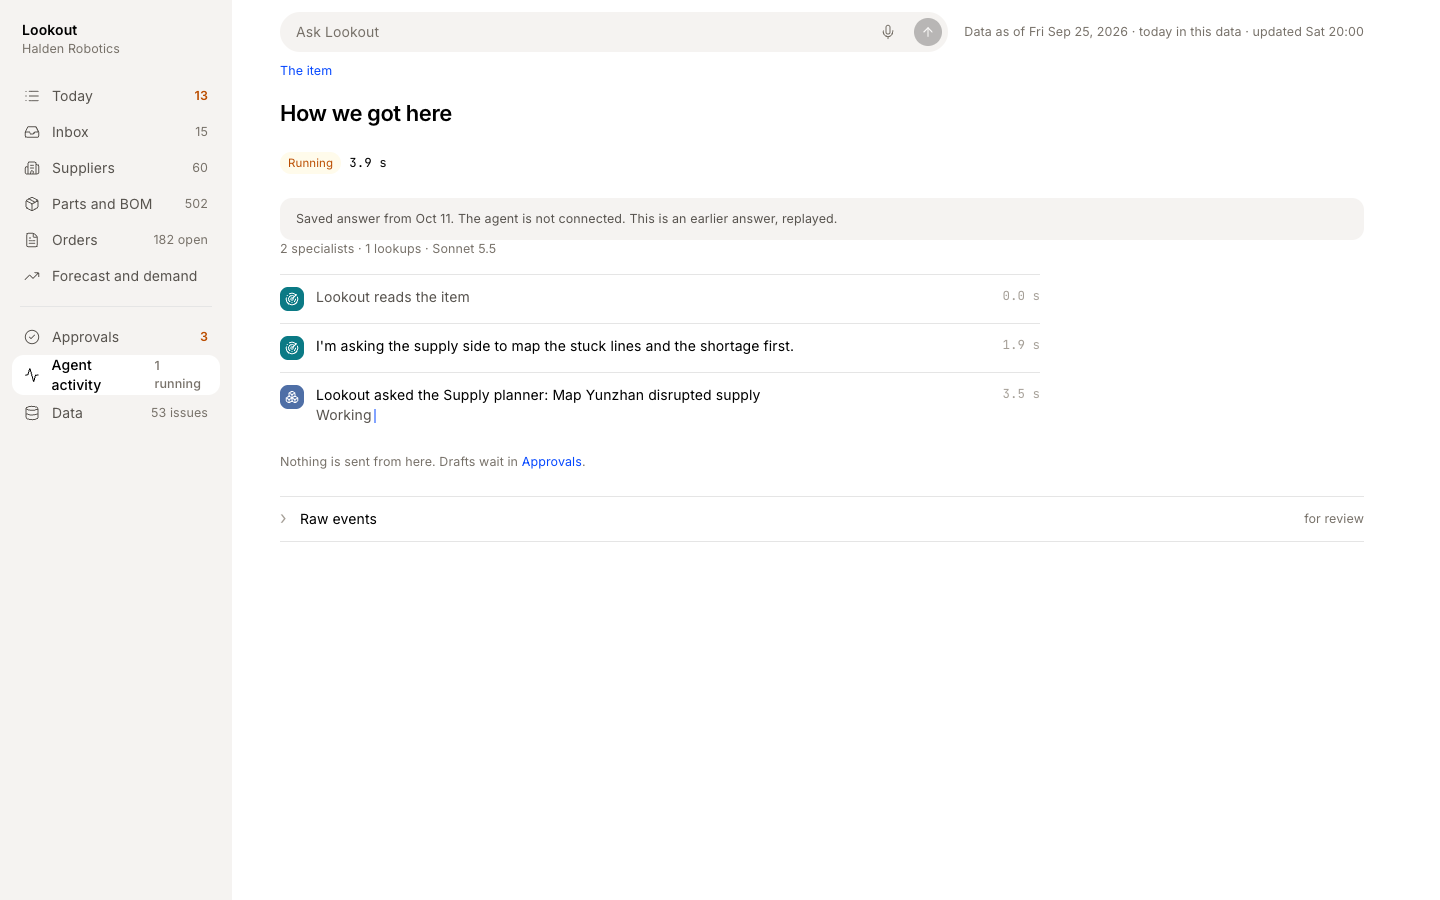 Lookout
Halden Robotics
Today 13
Inbox 15
Suppliers 60
Parts and BOM 502
Orders 182 open
Forecast and demand
Approvals 3
Agent activity 1 running
Data 53 issues
Ask Lookout
Data as of Fri Sep 25, 2026 · today in this data · updated Sat 20:00
The item
How we got here
Running 3.9 s
Saved answer from Oct 11. The agent is not connected. This is an earlier answer, replayed.
2 specialists · 1 lookups · Sonnet 5.5
Lookout reads the item 0.0 s
I'm asking the supply side to map the stuck lines and the shortage first. 1.9 s
Lookout asked the Supply planner: Map Yunzhan disrupted supply 3.5 s
Working
Nothing is sent from here. Drafts wait in Approvals.
Raw events for review